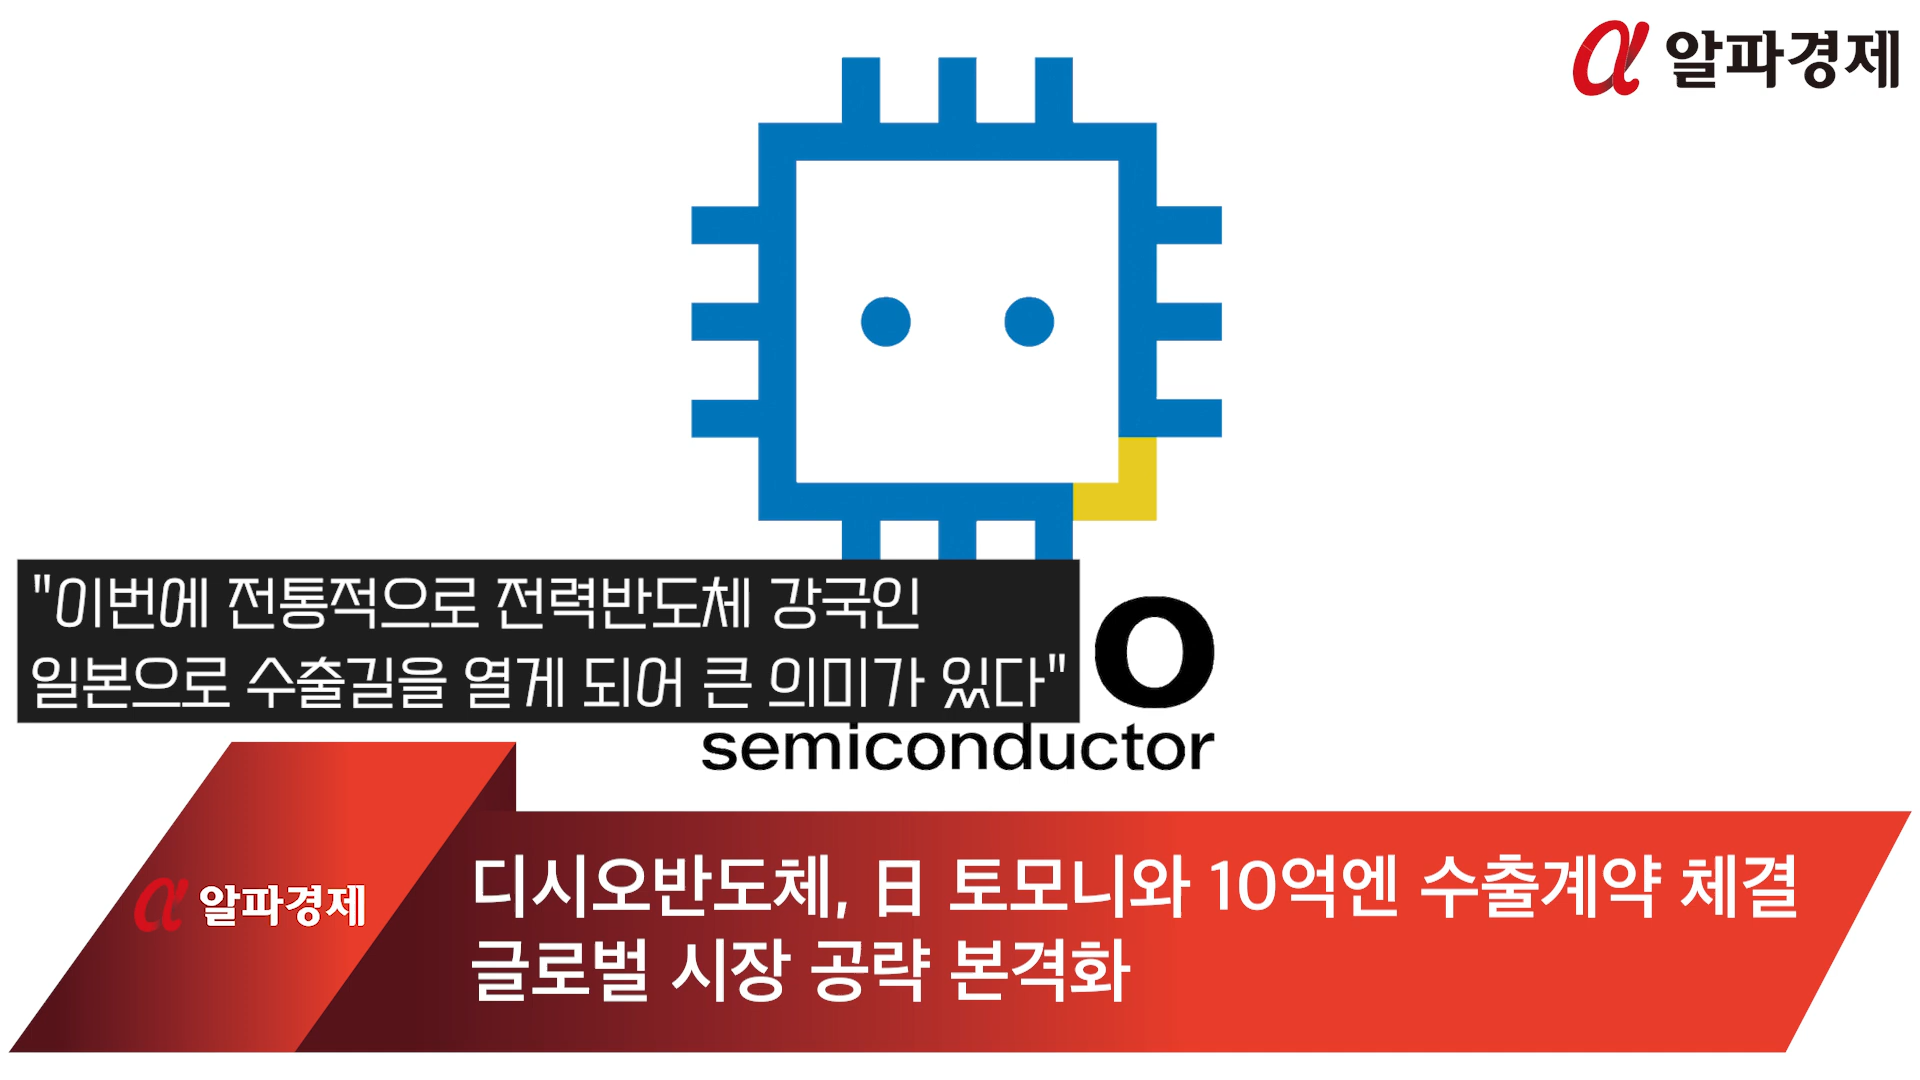 알파경제
"이번에 전통적으로 전력반도체 강국인
일본으로 수출길을 열게 되어 큰 의미가 있다"
o
semiconductor
알파경제
디시오반도체, 日 토모니와 10억엔 수출계약 체결
글로벌 시장 공략 본격화